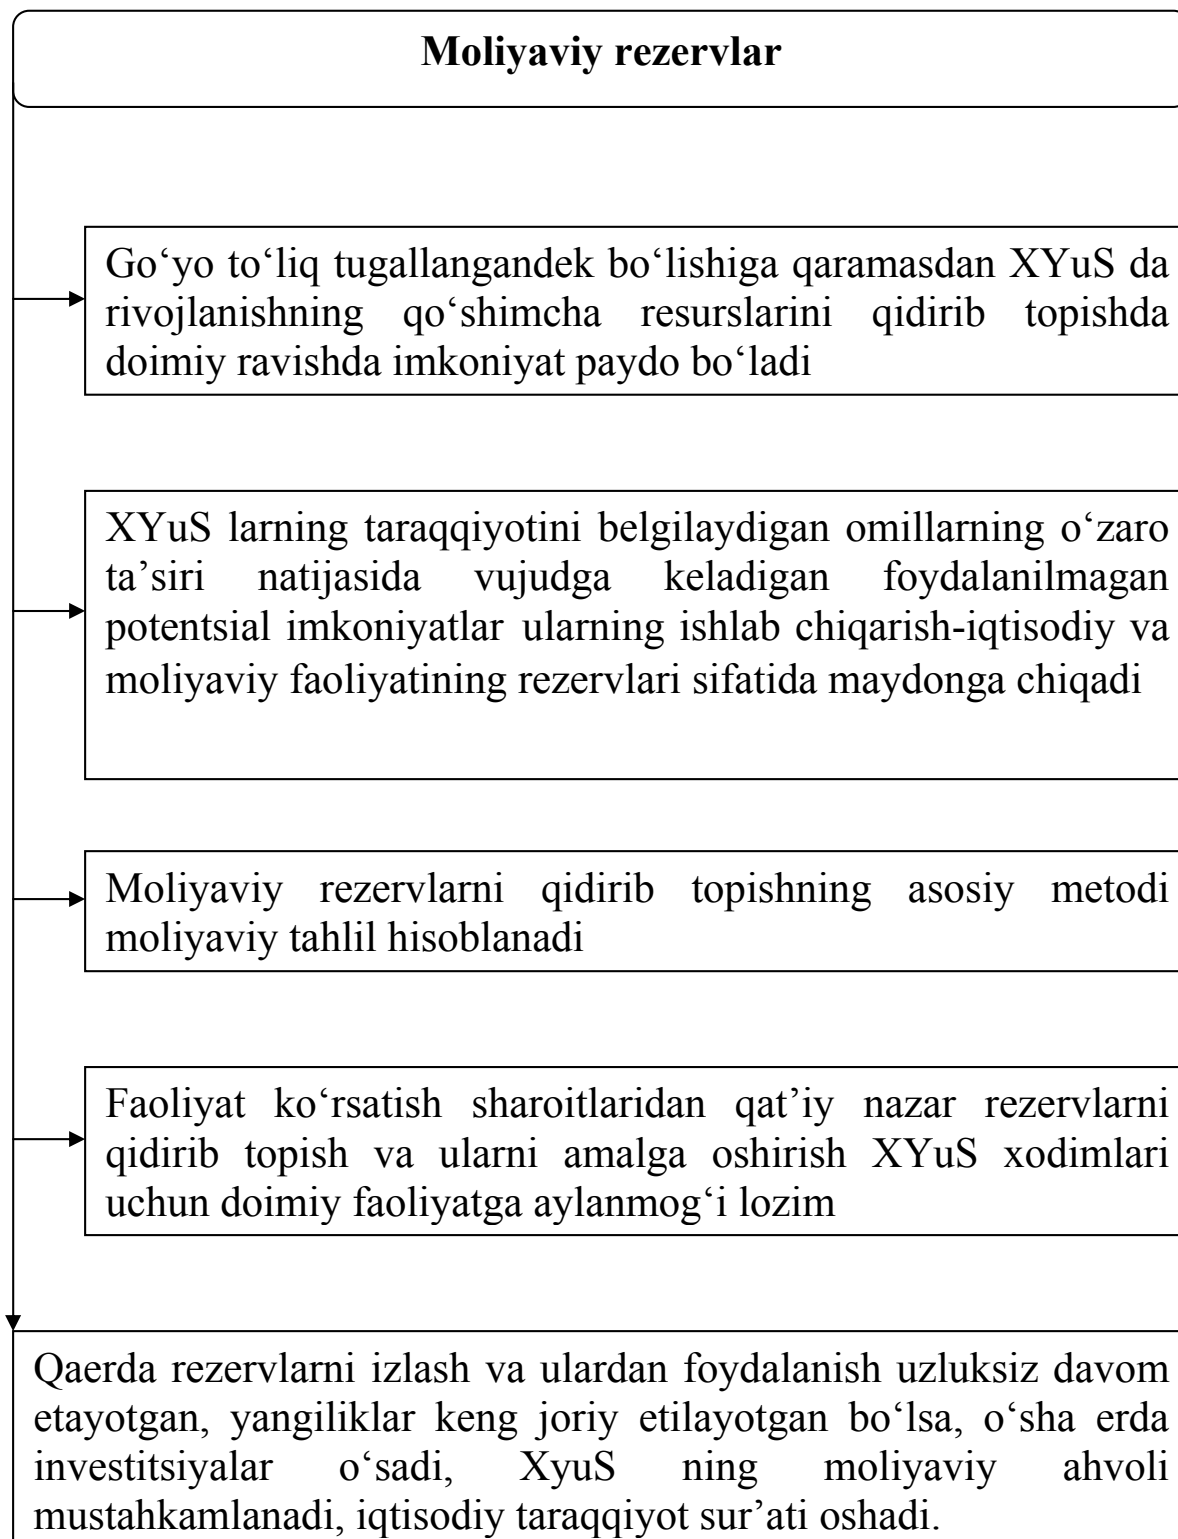 Moliyaviy rezervlar
Go‘yo to‘liq tugallangandek bo‘lishiga qaramasdan XYuS da
rivojlanishning qo‘shimcha resurslarini qidirib topishda
doimiy ravishda imkoniyat paydo bo‘ladi
XYuS larning taraqqiyotini belgilaydigan omillarning o‘zaro
ta’siri natijasida vujudga keladigan foydalanilmagan
potentsial imkoniyatlar ularning ishlab chiqarish-iqtisodiy va
moliyaviy faoliyatining rezervlari sifatida maydonga chiqadi
Moliyaviy rezervlarni qidirib topishning asosiy metodi
moliyaviy tahlil hisoblanadi
Faoliyat ko‘rsatish sharoitlaridan qat’iy nazar rezervlarni
qidirib topish va ularni amalga oshirish XYuS xodimlari
uchun doimiy faoliyatga aylanmog‘i lozim
Qaerda rezervlarni izlash va ulardan foydalanish uzluksiz davom
etayotgan, yangiliklar keng joriy etilayotgan bo‘lsa, o‘sha erda
investitsiyalar o‘sadi, XyuS ning moliyaviy ahvoli
mustahkamlanadi, iqtisodiy taraqqiyot sur’ati oshadi.